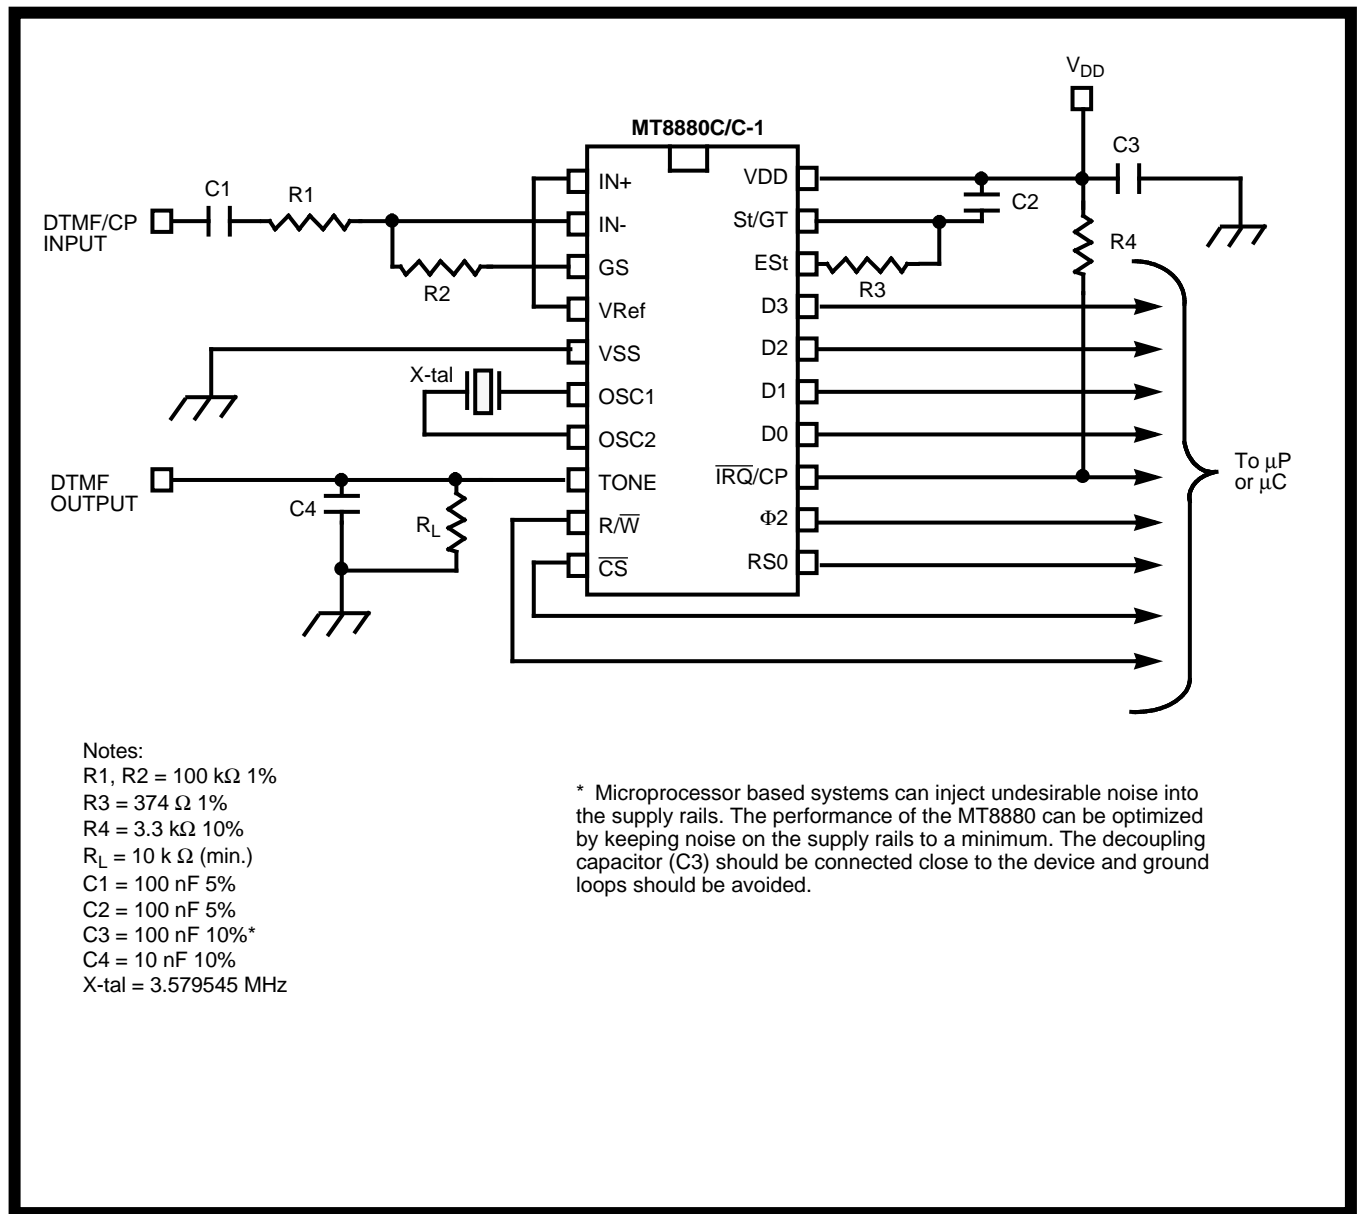 V_DD
MT8880C/C-1
C3
C1
R1
DTMF/CP
INPUT
R2
IN+
IN-
GS
VRef
VSS
OSC1
OSC2
TONE
R/W̅
C̅S̅
VDD
St/GT
ESt
D3
D2
D1
D0
I̅R̅Q̅/CP
Φ2
RS0
C2
R4
R3
X-tal
DTMF
OUTPUT
C4
R_L
To μP
or μC
Notes:
R1, R2 = 100 kΩ 1%
R3 = 374 Ω 1%
R4 = 3.3 kΩ 10%
R_L = 10 k Ω (min.)
C1 = 100 nF 5%
C2 = 100 nF 5%
C3 = 100 nF 10%*
C4 = 10 nF 10%
X-tal = 3.579545 MHz
* Microprocessor based systems can inject undesirable noise into
the supply rails. The performance of the MT8880 can be optimized
by keeping noise on the supply rails to a minimum. The decoupling
capacitor (C3) should be connected close to the device and ground
loops should be avoided.